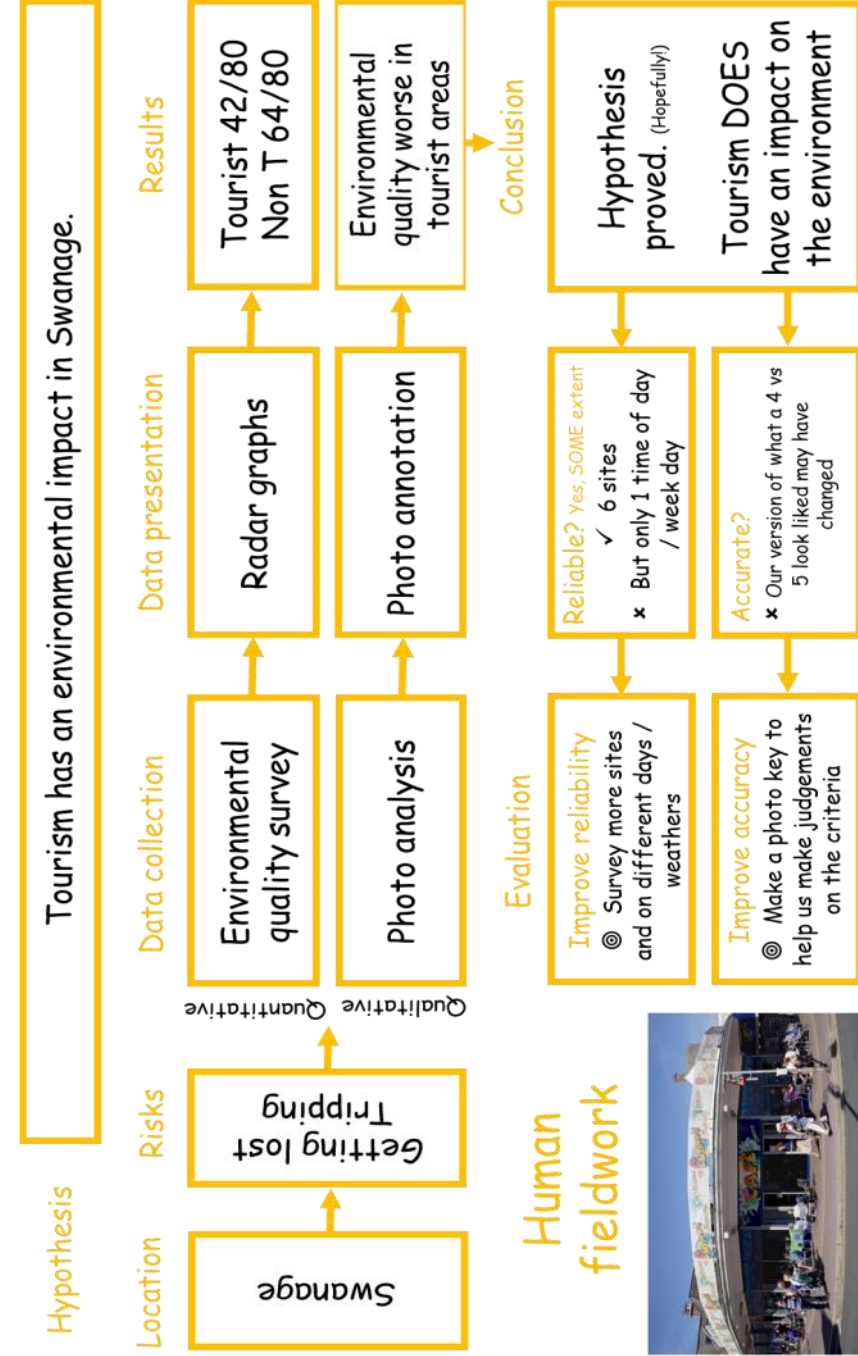 Hypothesis
Tourism has an environmental impact in Swanage.
Location
Swanage
Risks
Getting lost
Tripping
Data collection
Quantitative
Environmental
quality survey
Qualitative
Photo analysis
Data presentation
Radar graphs
Photo annotation
Results
Tourist 42/80
Non T 64/80
Environmental
quality worse in
tourist areas
Human
fieldwork
Evaluation
Improve reliability
◎ Survey more sites
and on different days /
weathers
Improve accuracy
◎ Make a photo key to
help us make judgements
on the criteria
Reliable? Yes, SOME extent
✓ 6 sites
× But only 1 time of day
/ week day
Accurate?
× Our version of what a 4 vs
5 look liked may have
changed
Conclusion
Hypothesis
proved. (Hopefully!)
Tourism DOES
have an impact on
the environment